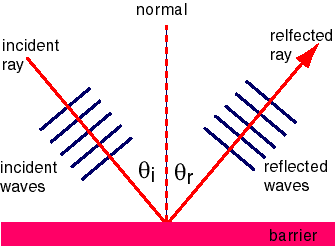 normal
incident
ray
relfected
ray
incident
waves
θi
θr
reflected
waves
barrier